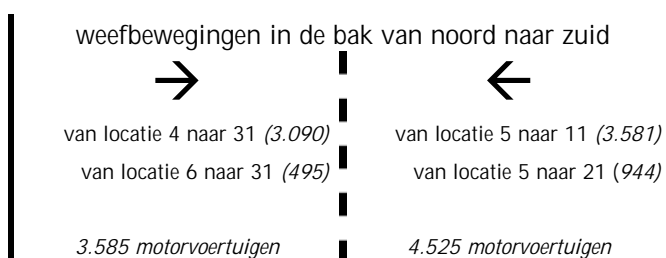 weefbewegingen in de bak van noord naar zuid
→ ←
van locatie 4 naar 31 (3.090) van locatie 5 naar 11 (3.581)
van locatie 6 naar 31 (495) van locatie 5 naar 21 (944)
3.585 motorvoertuigen 4.525 motorvoertuigen